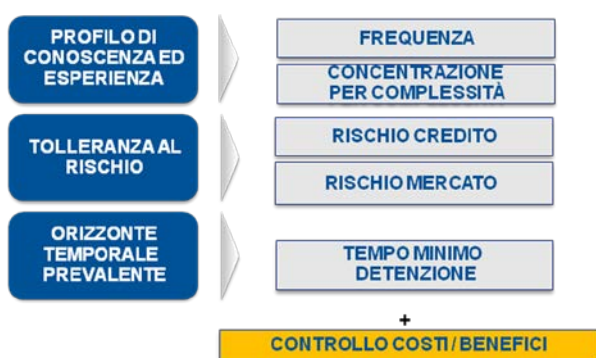 PROFILO DI
CONOSCENZA ED
ESPERIENZA
FREQUENZA
CONCENTRAZIONE
PER COMPLESSITÀ
TOLLERANZA AL
RISCHIO
RISCHIO CREDITO
RISCHIO MERCATO
ORIZZONTE
TEMPORALE
PREVALENTE
TEMPO MINIMO
DETENZIONE
+
CONTROLLO COSTI/BENEFICI